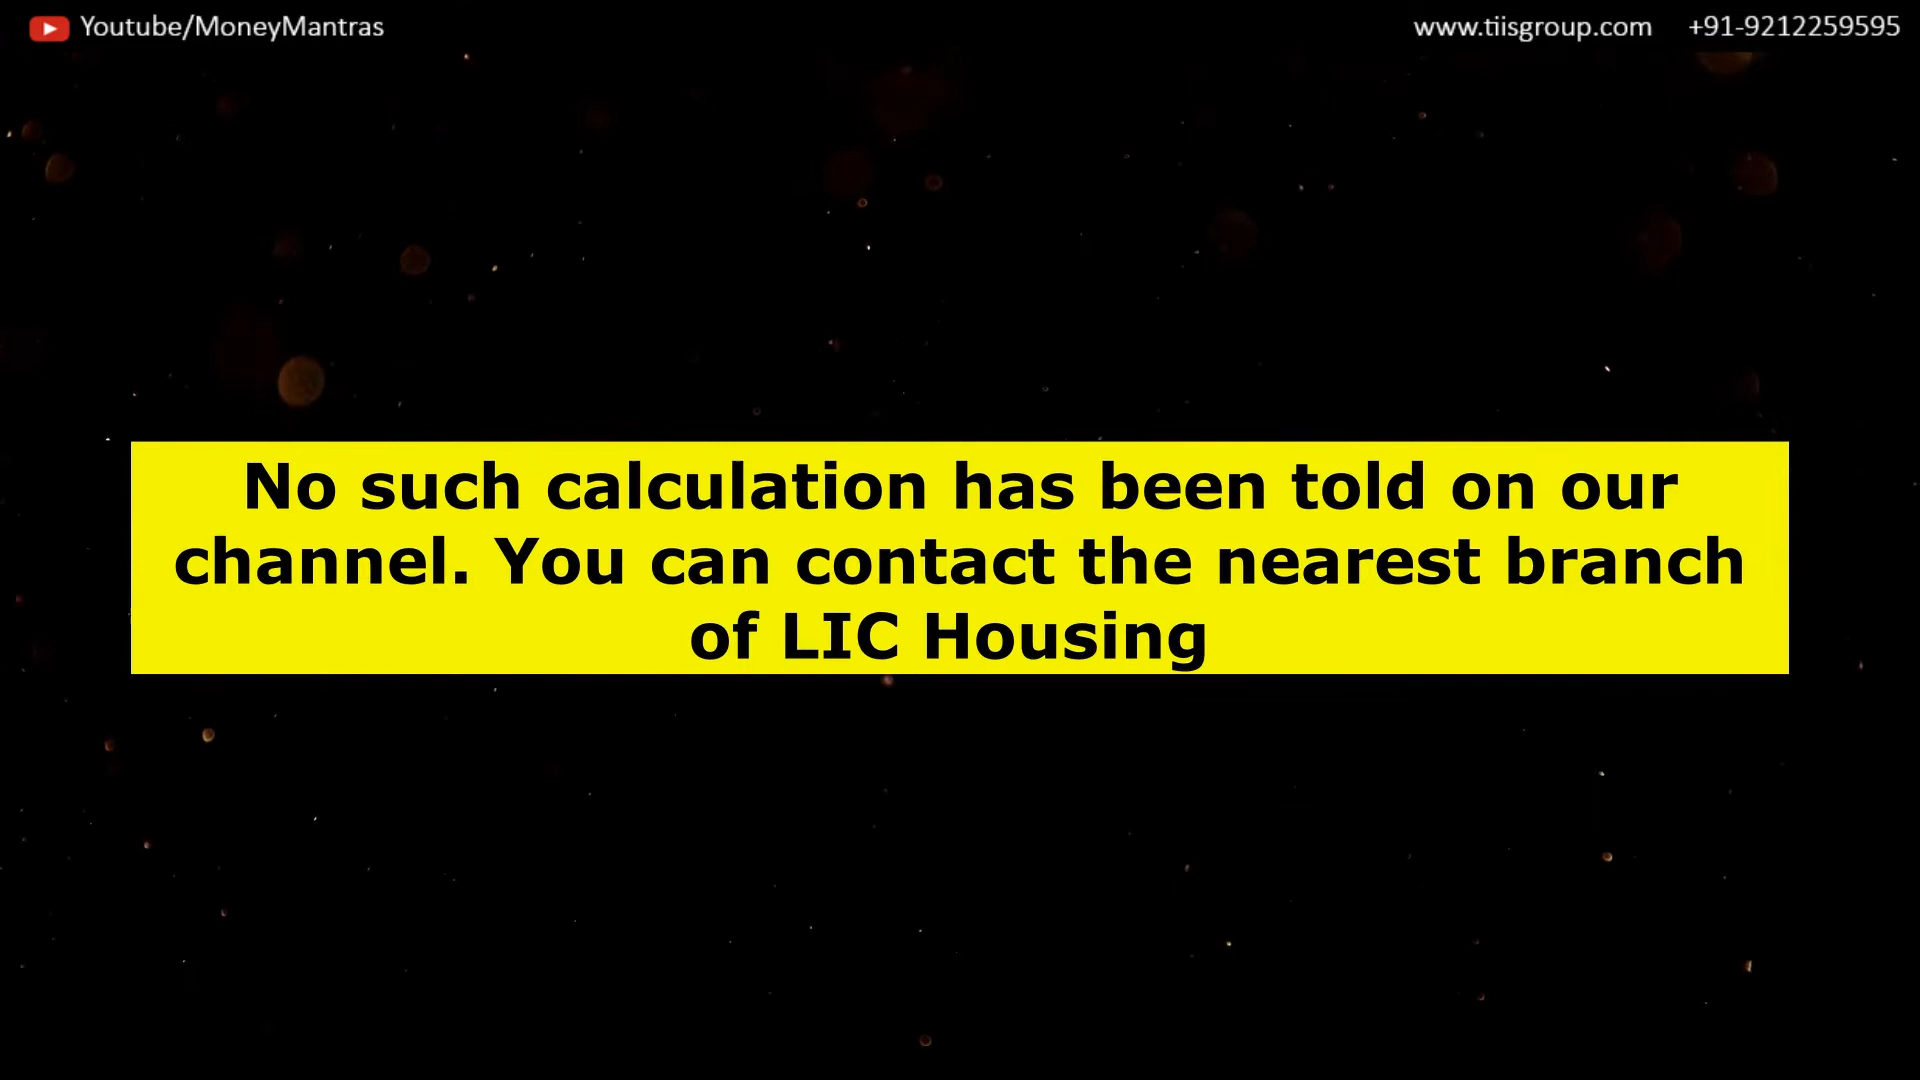 Youtube/MoneyMantras
www.tiisgroup.com +91-9212259595
No such calculation has been told on our
channel. You can contact the nearest branch
of LIC Housing